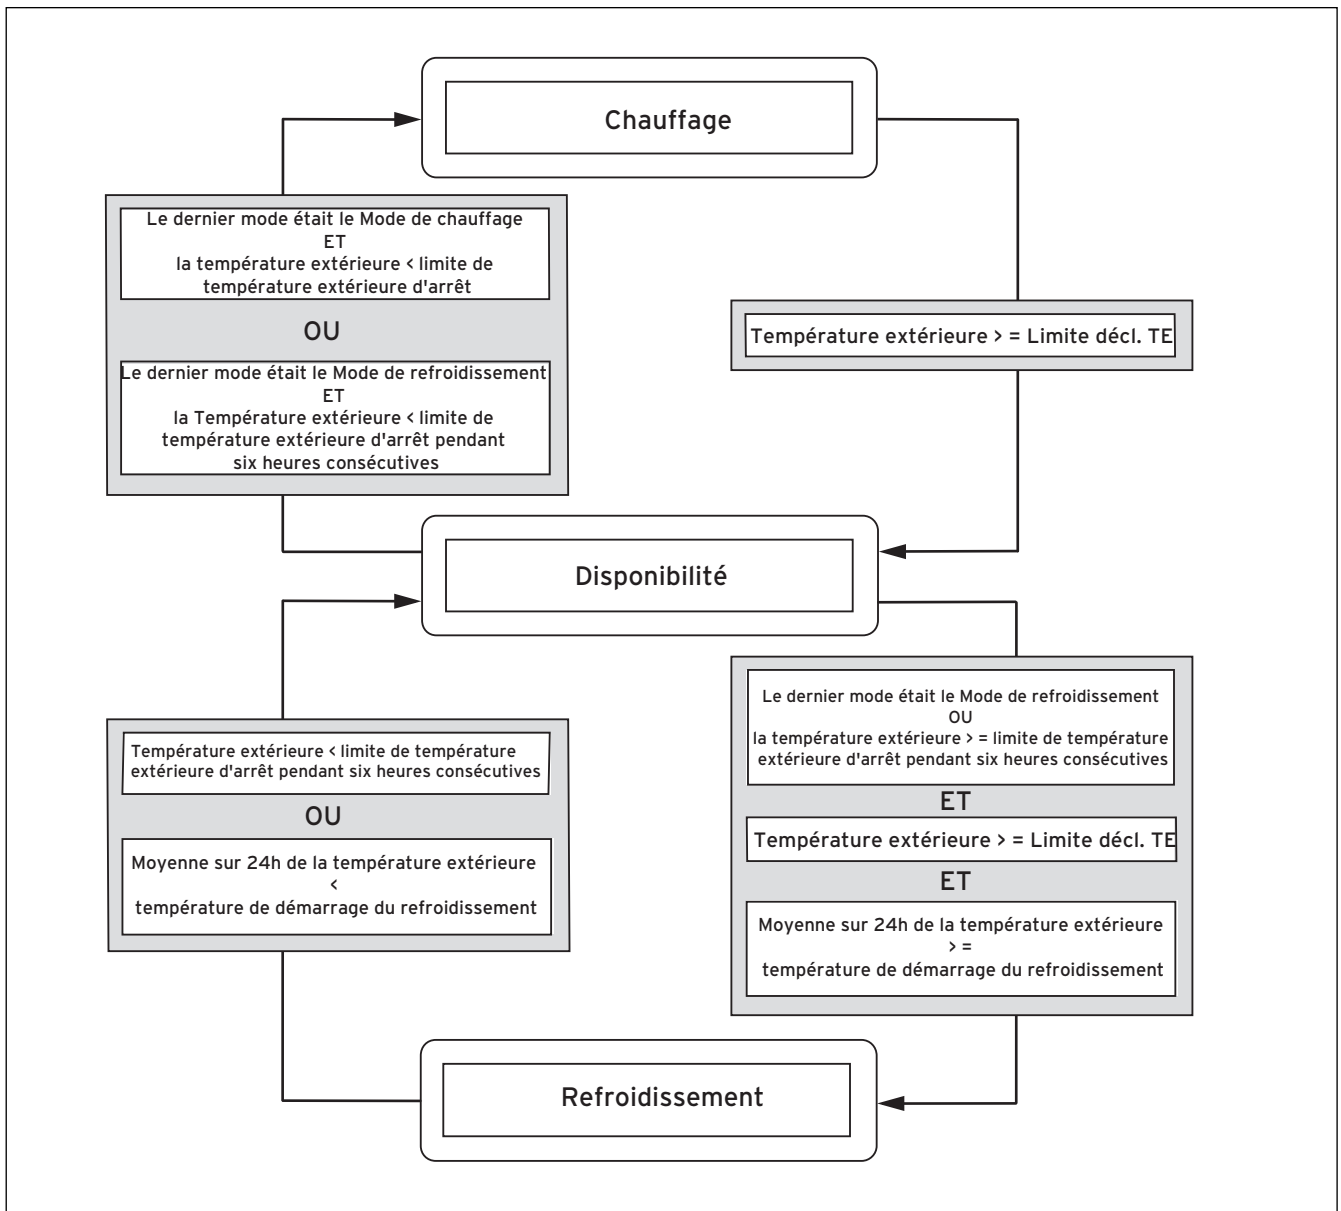 Chauffage
Le dernier mode était le Mode de chauffage
ET
la température extérieure < limite de
température extérieure d'arrêt
OU
Le dernier mode était le Mode de refroidissement
ET
la Température extérieure < limite de
température extérieure d'arrêt pendant
six heures consécutives
Température extérieure > = Limite décl. TE
Disponibilité
Température extérieure < limite de température
extérieure d'arrêt pendant six heures consécutives
OU
Moyenne sur 24h de la température extérieure
<
température de démarrage du refroidissement
Le dernier mode était le Mode de refroidissement
OU
la température extérieure > = limite de température
extérieure d'arrêt pendant six heures consécutives
ET
Température extérieure > = Limite décl. TE
ET
Moyenne sur 24h de la température extérieure
> =
température de démarrage du refroidissement
Refroidissement